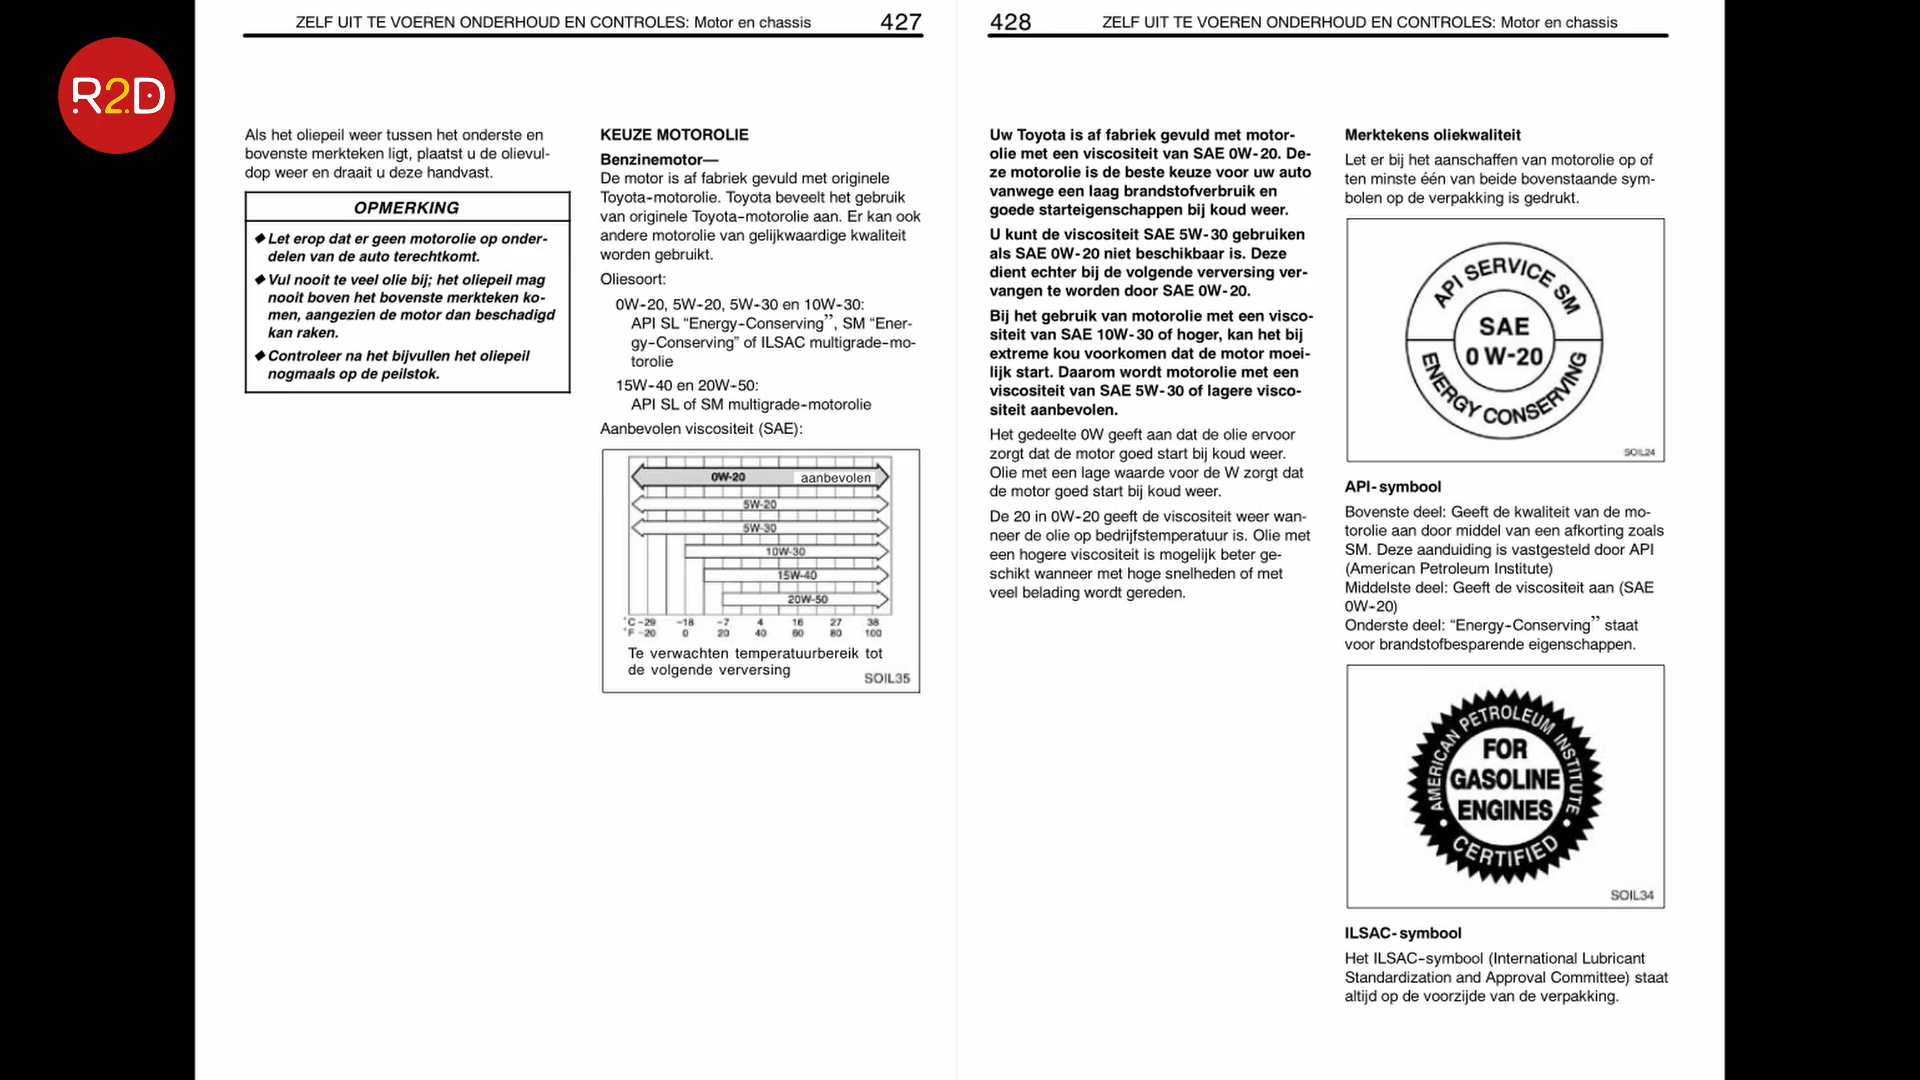 R2D
ZELF UIT TE VOEREN ONDERHOUD EN CONTROLES: Motor en chassis 427
Als het oliepeil weer tussen het onderste en
bovenste merkteken ligt, plaatst u de olievul-
dop weer en draait u deze handvast.
OPMERKING
◆ Let erop dat er geen motorolie op onder-
delen van de auto terechtkomt.
◆ Vul nooit te veel olie bij; het oliepeil mag
nooit boven het bovenste merkteken ko-
men, aangezien de motor dan beschadigd
kan raken.
◆ Controleer na het bijvullen het oliepeil
nogmaals op de peilstok.
KEUZE MOTOROLIE
Benzinemotor—
De motor is af fabriek gevuld met originele
Toyota-motorolie. Toyota beveelt het gebruik
van originele Toyota-motorolie aan. Er kan ook
andere motorolie van gelijkwaardige kwaliteit
worden gebruikt.
Oliesoort:
0W-20, 5W-20, 5W-30 en 10W-30:
API SL “Energy-Conserving”, SM “Ener-
gy-Conserving” of ILSAC multigrade-mo-
torolie
15W-40 en 20W-50:
API SL of SM multigrade-motorolie
Aanbevolen viscositeit (SAE):
0W-20 aanbevolen
5W-20
5W-30
10W-30
15W-40
20W-50
°C -29 -18 -7 4 16 27 38
°F -20 0 20 40 60 80 100
Te verwachten temperatuurbereik tot
de volgende verversing
SOIL35
428 ZELF UIT TE VOEREN ONDERHOUD EN CONTROLES: Motor en chassis
Uw Toyota is af fabriek gevuld met motor-
olie met een viscositeit van SAE 0W-20. De-
ze motorolie is de beste keuze voor uw auto
vanwege een laag brandstofverbruik en
goede starteigenschappen bij koud weer.
U kunt de viscositeit SAE 5W-30 gebruiken
als SAE 0W-20 niet beschikbaar is. Deze
dient echter bij de volgende verversing ver-
vangen te worden door SAE 0W-20.
Bij het gebruik van motorolie met een visco-
siteit van SAE 10W-30 of hoger, kan het bij
extreme kou voorkomen dat de motor moei-
lijk start. Daarom wordt motorolie met een
viscositeit van SAE 5W-30 of lagere visco-
siteit aanbevolen.
Het gedeelte 0W geeft aan dat de olie ervoor
zorgt dat de motor goed start bij koud weer.
Olie met een lage waarde voor de W zorgt dat
de motor goed start bij koud weer.
De 20 in 0W-20 geeft de viscositeit weer wan-
neer de olie op bedrijfstemperatuur is. Olie met
een hogere viscositeit is mogelijk beter ge-
schikt wanneer met hoge snelheden of met
veel belading wordt gereden.
Merktekens oliekwaliteit
Let er bij het aanschaffen van motorolie op of
ten minste één van beide bovenstaande sym-
bolen op de verpakking is gedrukt.
API SERVICE SM
SAE
0W-20
ENERGY CONSERVING
SOIL24
API-symbool
Bovenste deel: Geeft de kwaliteit van de mo-
torolie aan door middel van een afkorting zoals
SM. Deze aanduiding is vastgesteld door API
(American Petroleum Institute)
Middelste deel: Geeft de viscositeit aan (SAE
0W-20)
Onderste deel: “Energy-Conserving” staat
voor brandstofbesparende eigenschappen.
AMERICAN PETROLEUM INSTITUTE
FOR
GASOLINE
ENGINES
CERTIFIED
SOIL34
ILSAC-symbool
Het ILSAC-symbool (International Lubricant
Standardization and Approval Committee) staat
altijd op de voorzijde van de verpakking.